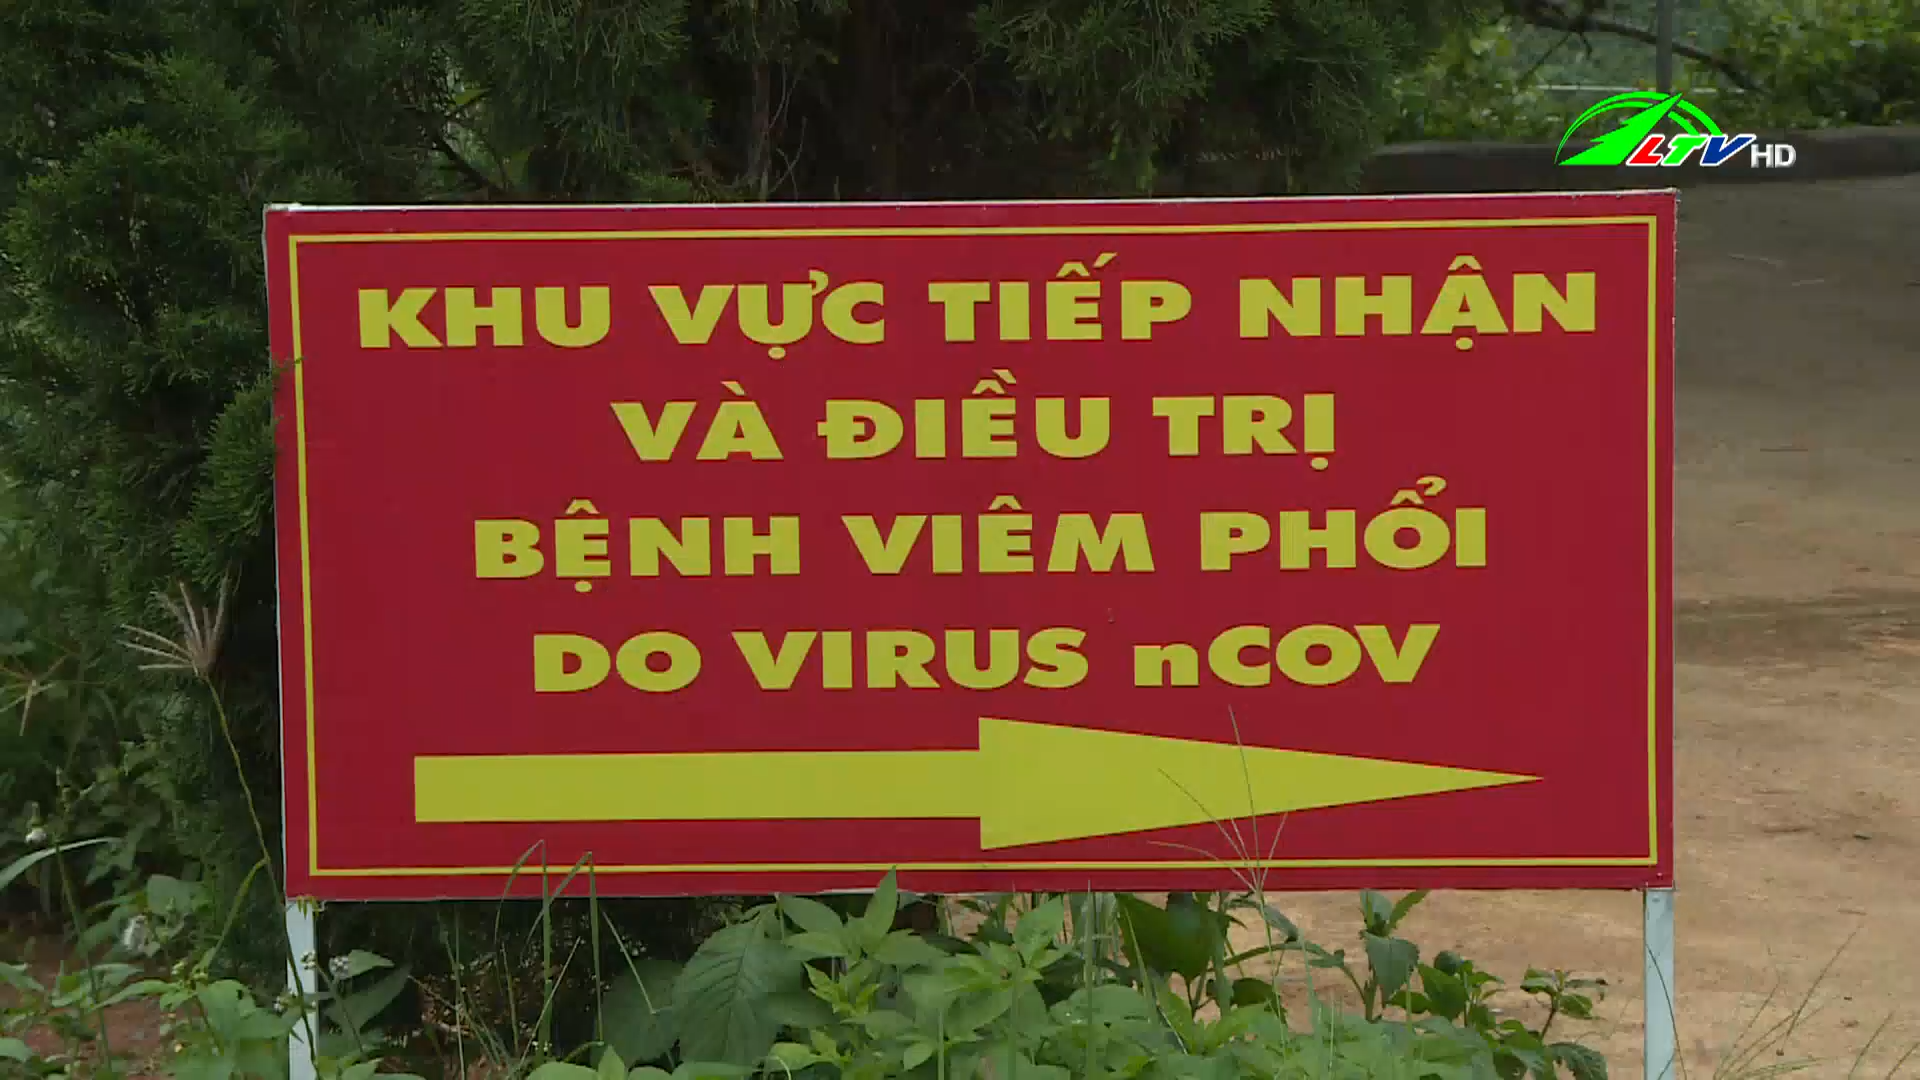 LTV HD
KHU VỰC TIẾP NHẬN
VÀ ĐIỀU TRỊ
BỆNH VIÊM PHỔI
DO VIRUS nCOV